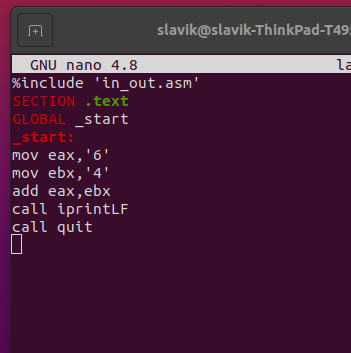 slavik@slavik-ThinkPad-T495
GNU nano 4.8 la
%include 'in_out.asm'
SECTION .text
GLOBAL _start
_start:
mov eax,'6'
mov ebx,'4'
add eax,ebx
call iprintLF
call quit